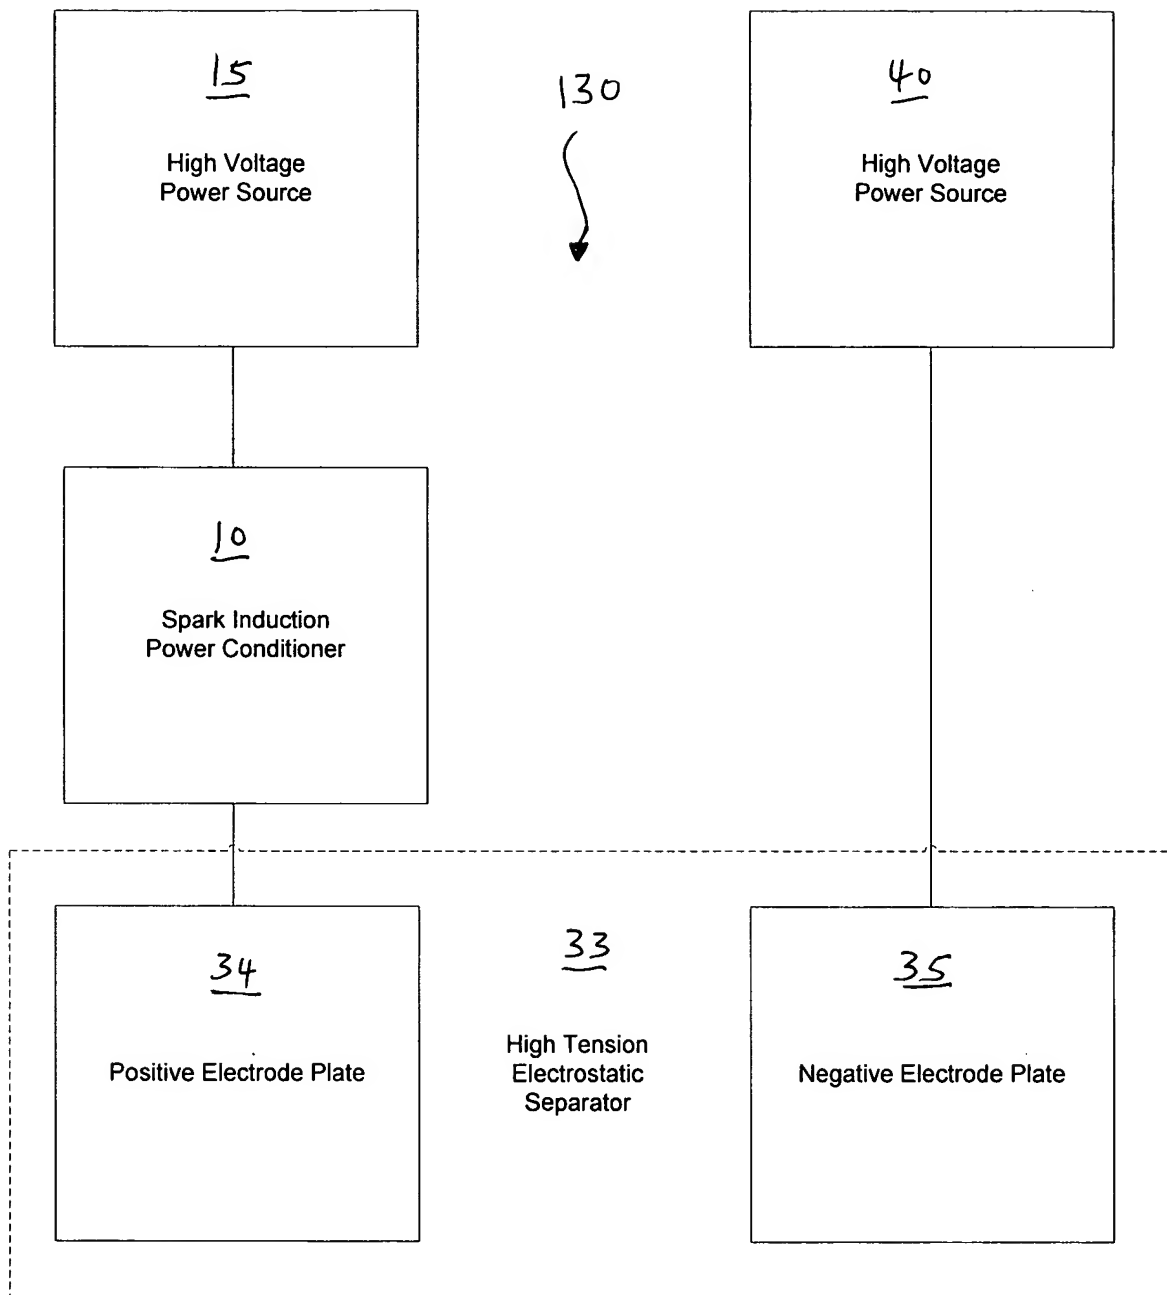 15
High Voltage
Power Source
130
40
High Voltage
Power Source
10
Spark Induction
Power Conditioner
34
Positive Electrode Plate
33
High Tension
Electrostatic
Separator
35
Negative Electrode Plate